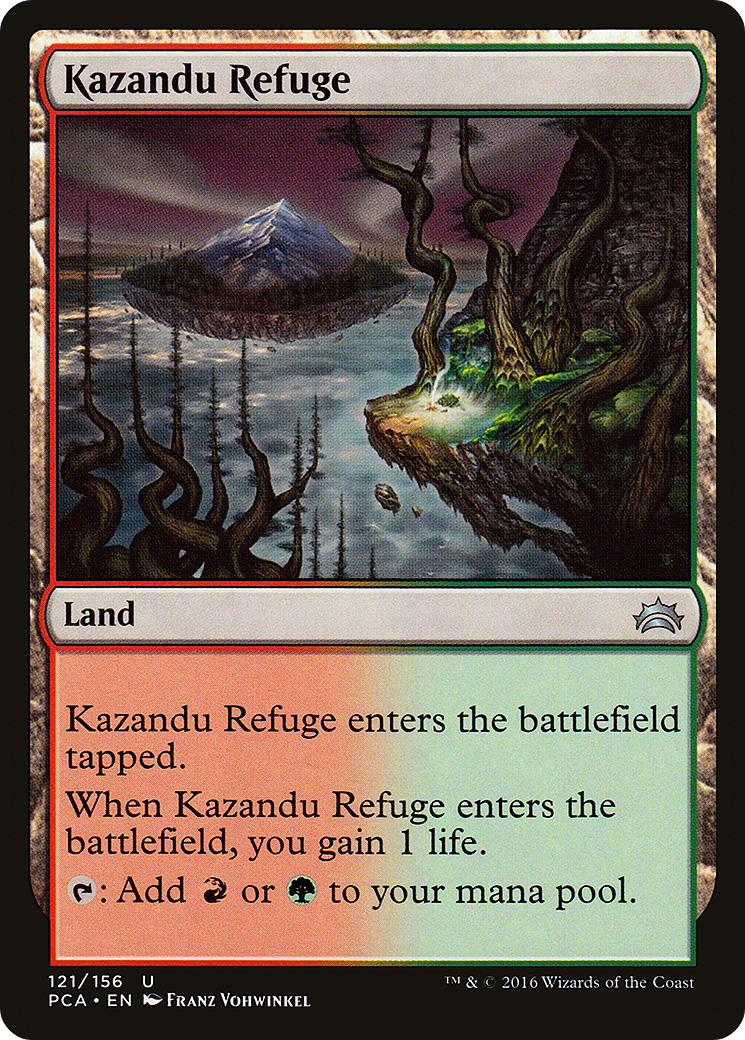 Kazandu Refuge
Land
Kazandu Refuge enters the battlefield
tapped.
When Kazandu Refuge enters the
battlefield, you gain 1 life.
: Add or to your mana pool.
121/156 U
PCA • EN Franz Vohwinkel
™ & © 2016 Wizards of the Coast